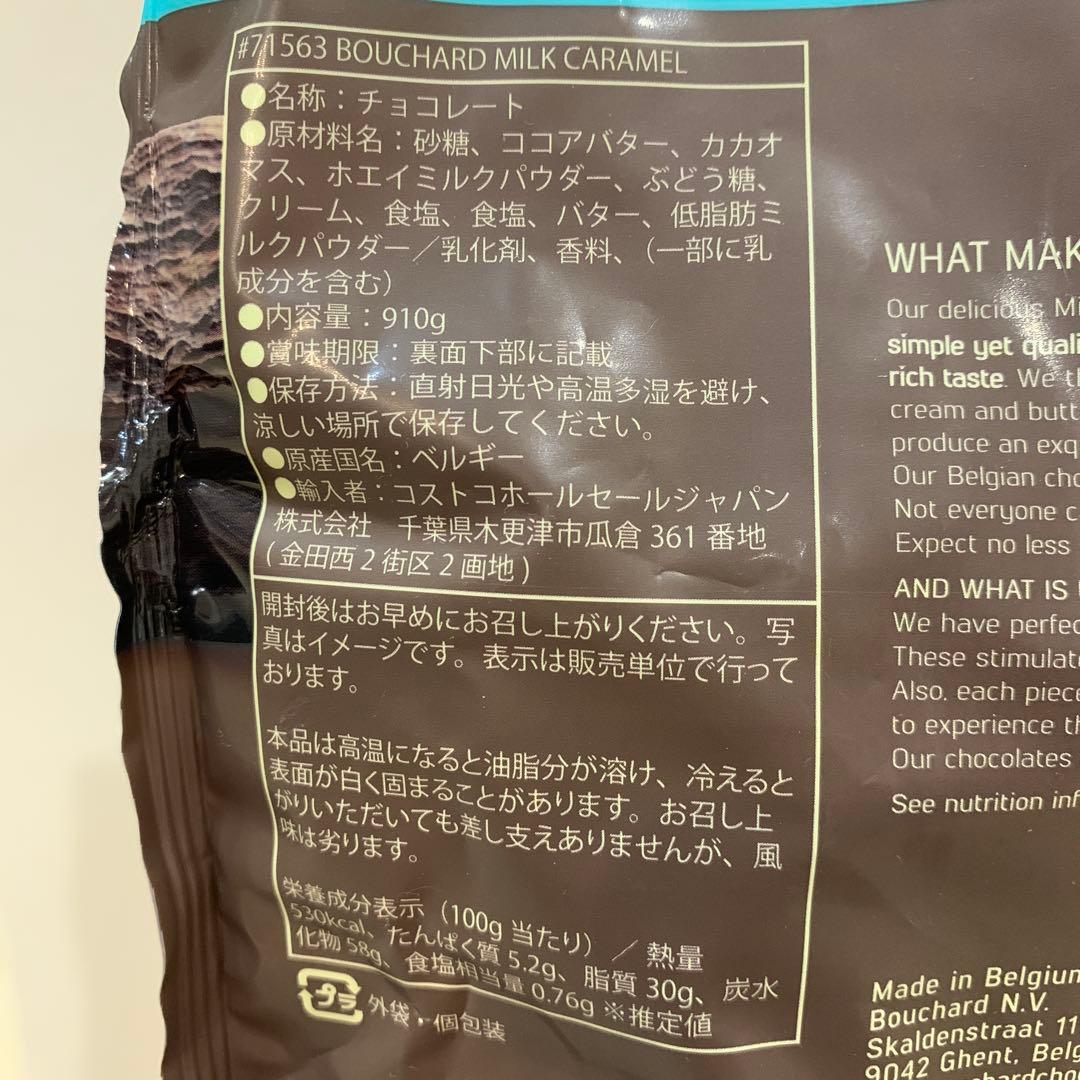 #71563 BOUCHARD MILK CARAMEL
●名称：チョコレート
●原材料名：砂糖、ココアバター、カカオ
マス、ホエイミルクパウダー、ぶどう糖、
クリーム、食塩、食塩、バター、低脂肪ミ
ルクパウダー／乳化剤、香料、（一部に乳
成分を含む）
●内容量：910g
●賞味期限：裏面下部に記載
●保存方法：直射日光や高温多湿を避け、
涼しい場所で保存してください。
●原産国名：ベルギー
●輸入者：コストコホールセールジャパン
株式会社 千葉県木更津市瓜倉 361 番地
( 金田西 2 街区 2 画地 )
開封後はお早めにお召し上がりください。写
真はイメージです。表示は販売単位で行って
おります。
本品は高温になると油脂分が溶け、冷えると
表面が白く固まることがあります。お召し上
がりいただいても差し支えありませんが、風
味は劣ります。
栄養成分表示（100g 当たり）／熱量
530kcal、たんぱく質 5.2g、脂質 30g、炭水
化物 58g、食塩相当量 0.76g ※推定値
プラ 外袋・個包装
WHAT MAK
Our delicious MI
simple yet quali
rich taste. We th
cream and butt
produce an exq
Our Belgian cho
Not everyone c
Expect no less
AND WHAT IS
We have perfec
These stimulat
Also, each piece
to experience th
Our chocolates
See nutrition inf
Made in Belgium
Bouchard N.V.
Skaldenstraat 11
9042 Ghent, Belg